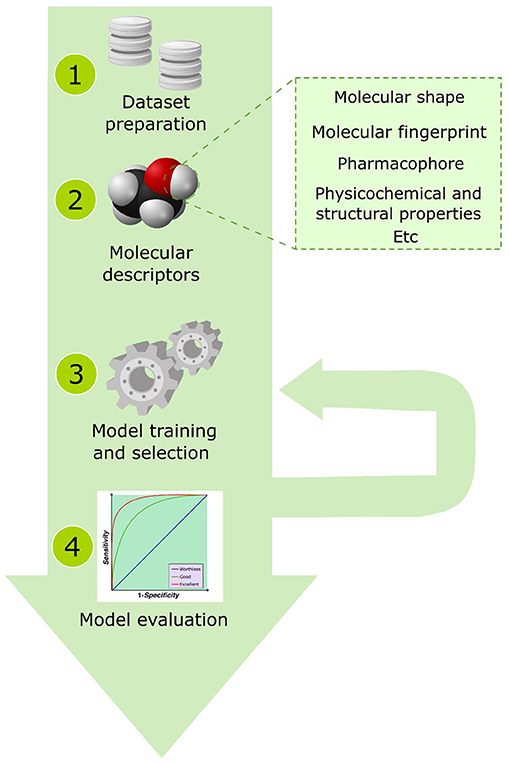 1
Dataset
preparation
2
Molecular
descriptors
Molecular shape
Molecular fingerprint
Pharmacophore
Physicochemical and
structural properties
Etc
3
Model training
and selection
4
Sensitivity
Worthless
Good
Excellent
1-Specificity
Model evaluation